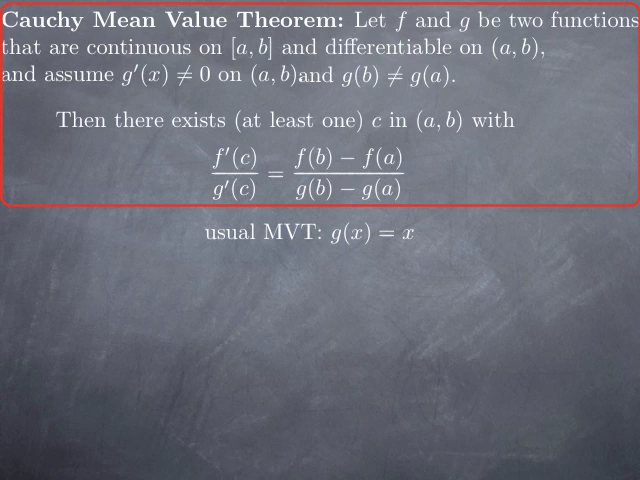 Cauchy Mean Value Theorem: Let f and g be two functions
that are continuous on [a, b] and differentiable on (a, b),
and assume g′(x) ≠ 0 on (a, b).and g(b) ≠ g(a).
Then there exists (at least one) c in (a, b) with
f′(c)/g′(c) = (f(b) − f(a))/(g(b) − g(a))
usual MVT: g(x) = x